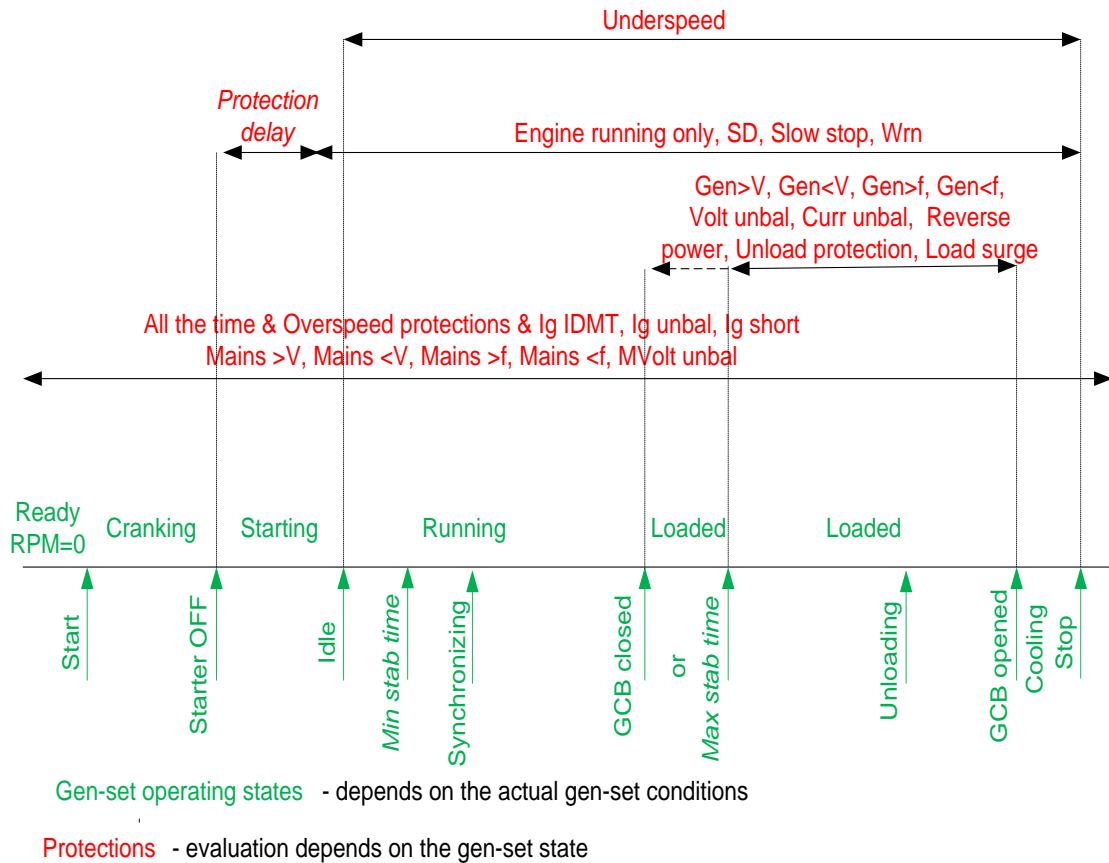 Underspeed
Protection
delay
Engine running only, SD, Slow stop, Wrn
Gen>V, Gen<V, Gen>f, Gen<f,
Volt unbal, Curr unbal, Reverse
power, Unload protection, Load surge
All the time & Overspeed protections & Ig IDMT, Ig unbal, Ig short
Mains >V, Mains <V, Mains >f, Mains <f, MVolt unbal
Ready
RPM=0
Cranking
Starting
Running
Loaded
Loaded
Start
Starter OFF
Idle
Min stab time
Synchronizing
GCB closed
or
Max stab time
Unloading
GCB opened
Cooling
Stop
Gen-set operating states - depends on the actual gen-set conditions
Protections - evaluation depends on the gen-set state